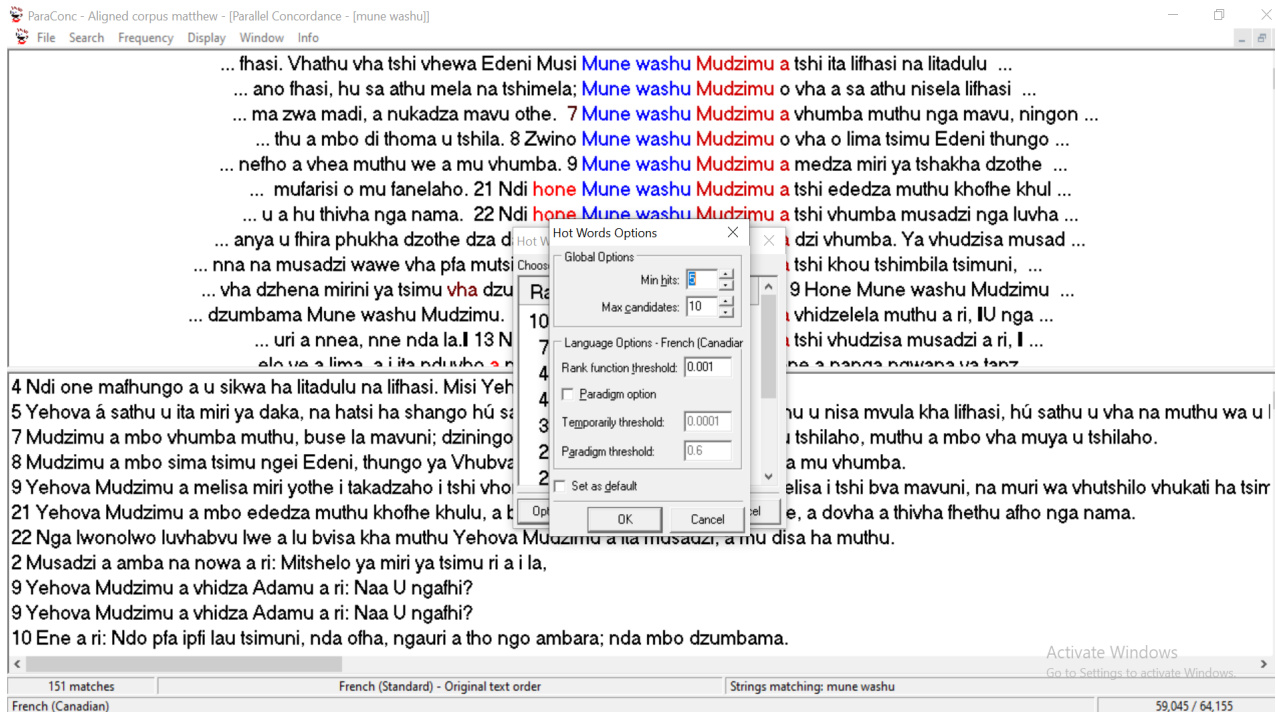 ParaConc - Aligned corpus matthew - [Parallel Concordance - [mune washu]]
File Search Frequency Display Window Info
... fhasi. Vhathu vha tshi vhewa Edeni Musi Mune washu Mudzimu a tshi ita lifhasi na litadulu ...
... ano fhasi, hu sa athu mela na tshimela; Mune washu Mudzimu o vha a sa athu nisela lifhasi ...
... ma zwa madi, a nukadza mavu othe. 7 Mune washu Mudzimu a vhumba muthu nga mavu, ningon ...
... thu a mbo di thoma u tshila. 8 Zwino Mune washu Mudzimu o vha o lima tsimu Edeni thungo ...
... nefho a vhea muthu we a mu vhumba. 9 Mune washu Mudzimu a medza miri ya tshakha dzothe ...
... mufarisi o mu fanelaho. 21 Ndi hone Mune washu Mudzimu a tshi ededza muthu khofhe khul ...
... u a hu thivha nga nama. 22 Ndi hone Mune washu Mudzimu a tshi vhumba musadzi nga luvha ...
... anya u fhira phukha dzothe dza d dzi vhumba. Ya vhudzisa musad ...
... nna na musadzi wawe vha pfa mutsi tshi khou tshimbila tsimuni, ...
... vha dzhena mirini ya tsimu vha dzu 9 Hone Mune washu Mudzimu ...
... dzumbama Mune washu Mudzimu. vhidzelela muthu a ri, IU nga ...
... uri a nnea, nne nda la.I 13 N tshi vhudzisa musadzi a ri, I ...
Hot Words Options
Global Options
Min hits: 5
Max candidates: 10
Language Options - French (Canadiar
Rank function threshold: 0.001
Paradigm option
Temporarily threshold: 0.0001
Paradigm threshold: 0.6
Set as default
OK Cancel
Hot W
Choos
Ra
10
7
4
4
3
2
2
Opt
cel
4 Ndi one mafhungo a u sikwa ha litadulu na lifhasi. Misi Yeh
5 Yehova á sathu u ita miri ya daka, na hatsi ha shango hú sa hu u nisa mvula kha lifhasi, hú sathu u vha na muthu wa u l
7 Mudzimu a mbo vhumba muthu, buse la mavuni; dziningo u tshilaho, muthu a mbo vha muya u tshilaho.
8 Mudzimu a mbo sima tsimu ngei Edeni, thungo ya Vhubva a mu vhumba.
9 Yehova Mudzimu a melisa miri yothe i takadzaho i tshi vho elisa i tshi bva mavuni, na muri wa vhutshilo vhukati ha tsim
21 Yehova Mudzimu a mbo ededza muthu khofhe khulu, a b e, a dovha a thivha fhethu afho nga nama.
22 Nga lwonolwo luvhabvu lwe a lu bvisa kha muthu Yehova Mudzimu a ita musadzi, a mu disa ha muthu.
2 Musadzi a amba na nowa a ri: Mitshelo ya miri ya tsimu ri a i la,
9 Yehova Mudzimu a vhidza Adamu a ri: Naa U ngafhi?
9 Yehova Mudzimu a vhidza Adamu a ri: Naa U ngafhi?
10 Ene a ri: Ndo pfa ipfi lau tsimuni, nda ofha, ngauri a tho ngo ambara; nda mbo dzumbama.
Activate Windows
Go to Settings to activate Windows.
151 matches French (Standard) - Original text order Strings matching: mune washu
French (Canadian) 59,045 / 64,155